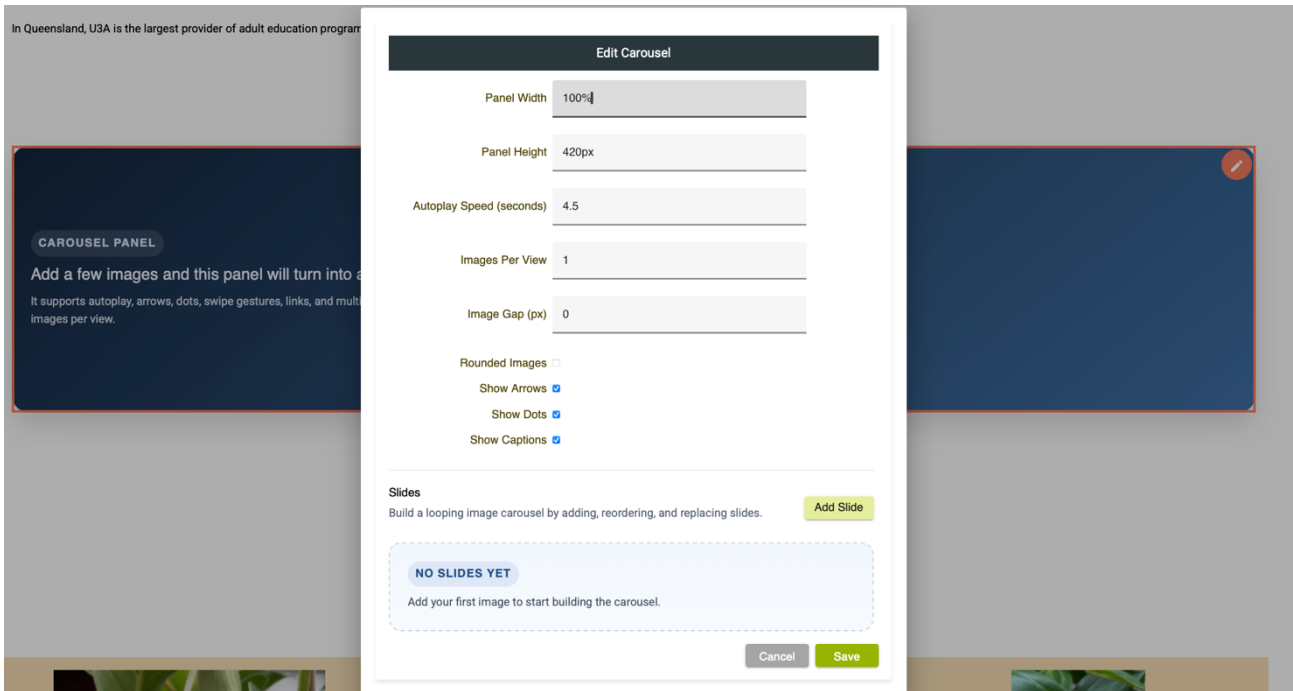 In Queensland, U3A is the largest provider of adult education program
Edit Carousel
Panel Width 100%
Panel Height 420px
Autoplay Speed (seconds) 4.5
Images Per View 1
Image Gap (px) 0
Rounded Images
Show Arrows
Show Dots
Show Captions
CAROUSEL PANEL
Add a few images and this panel will turn into a
It supports autoplay, arrows, dots, swipe gestures, links, and multi
images per view.
Slides
Build a looping image carousel by adding, reordering, and replacing slides.
Add Slide
NO SLIDES YET
Add your first image to start building the carousel.
Cancel
Save